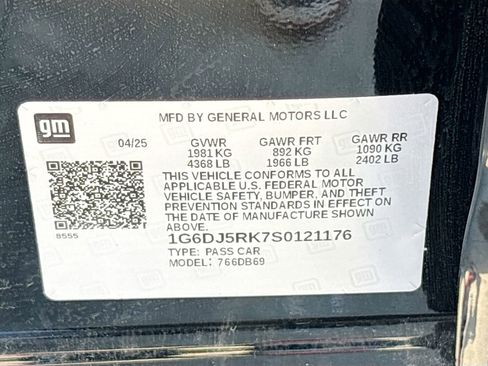 gm
MFD BY GENERAL MOTORS LLC
04/25 GVWR GAWR FRT GAWR RR
1981 KG 892 KG 1090 KG
4368 LB 1966 LB 2402 LB
THIS VEHICLE CONFORMS TO ALL
APPLICABLE U.S. FEDERAL MOTOR
VEHICLE SAFETY, BUMPER, AND THEFT
PREVENTION STANDARDS IN EFFECT ON
THE DATE OF MANUFACTURE SHOWN
ABOVE.
8555
1G6DJ5RK7S0121176
TYPE: PASS CAR
MODEL: 766DB69